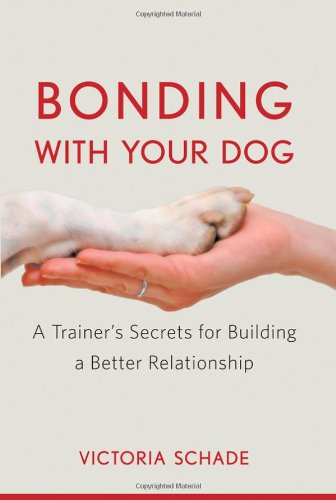 BONDING
WITH YOUR DOG
A Trainer's Secrets for Building
a Better Relationship
VICTORIA SCHADE